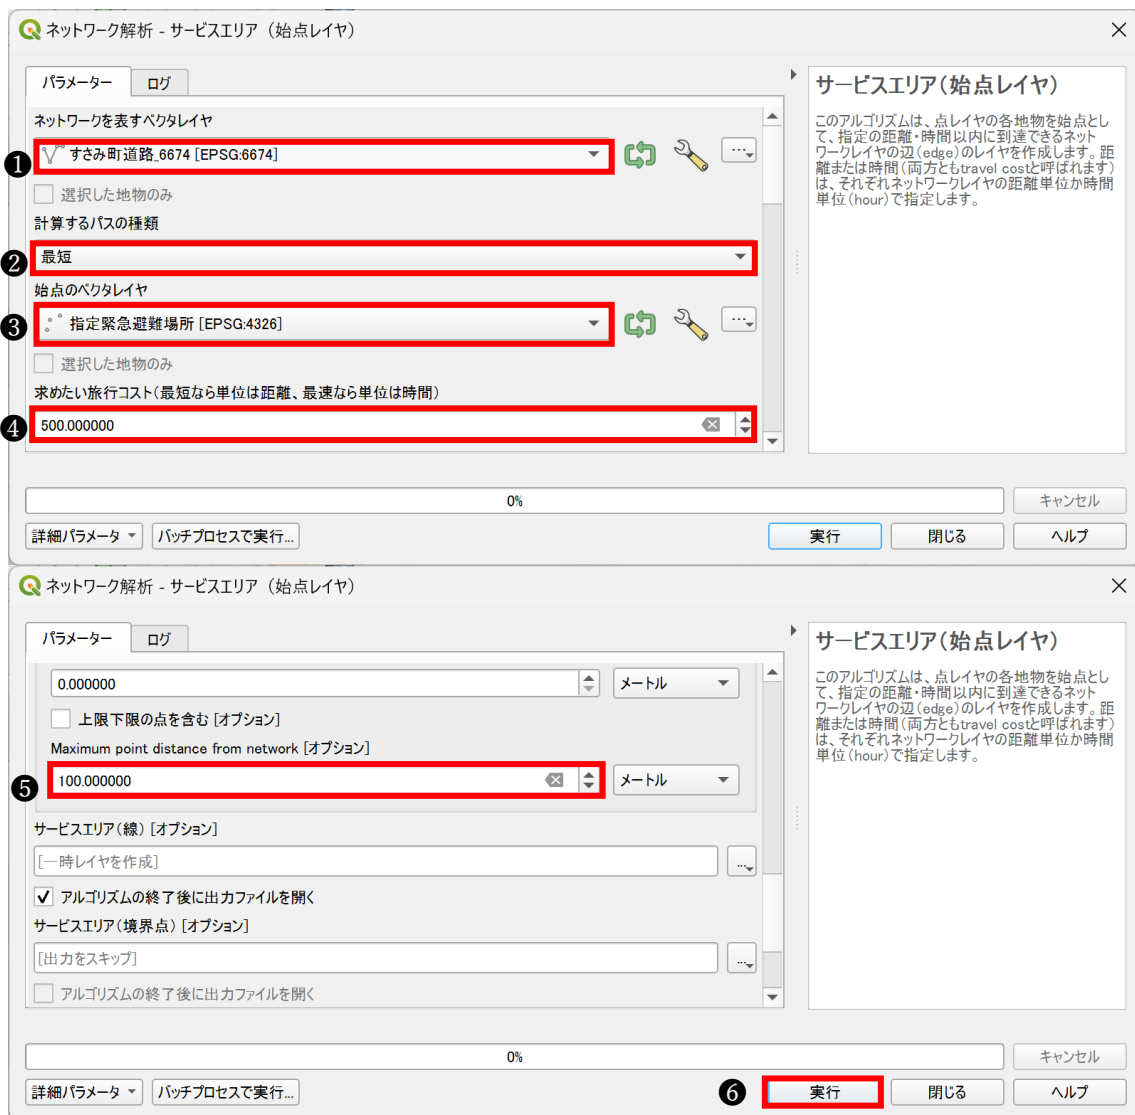 ネットワーク解析 - サービスエリア（始点レイヤ）
パラメーター
ログ
ネットワークを表すベクタレイヤ
❶
すさみ町道路_6674 [EPSG:6674]
…
選択した地物のみ
計算するパスの種類
❷
最短
始点のベクタレイヤ
❸
指定緊急避難場所 [EPSG:4326]
…
選択した地物のみ
求めたい旅行コスト（最短なら単位は距離、最速なら単位は時間）
❹
500.000000
サービスエリア（始点レイヤ）
このアルゴリズムは、点レイヤの各地物を始点とし
て、指定の距離・時間以内に到達できるネット
ワークレイヤの辺（edge）のレイヤを作成します。距
離または時間（両方ともtravel costと呼ばれます）
は、それぞれネットワークレイヤの距離単位か時間
単位（hour）で指定します。
0%
キャンセル
詳細パラメータ
バッチプロセスで実行...
実行
閉じる
ヘルプ
ネットワーク解析 - サービスエリア（始点レイヤ）
パラメーター
ログ
0.000000
メートル
上限下限の点を含む [オプション]
Maximum point distance from network [オプション]
❺
100.000000
メートル
サービスエリア（線） [オプション]
[一時レイヤを作成]
…
アルゴリズムの終了後に出力ファイルを開く
サービスエリア（境界点） [オプション]
[出力をスキップ]
…
アルゴリズムの終了後に出力ファイルを開く
サービスエリア（始点レイヤ）
このアルゴリズムは、点レイヤの各地物を始点とし
て、指定の距離・時間以内に到達できるネット
ワークレイヤの辺（edge）のレイヤを作成します。距
離または時間（両方ともtravel costと呼ばれます）
は、それぞれネットワークレイヤの距離単位か時間
単位（hour）で指定します。
0%
キャンセル
詳細パラメータ
バッチプロセスで実行...
❻
実行
閉じる
ヘルプ